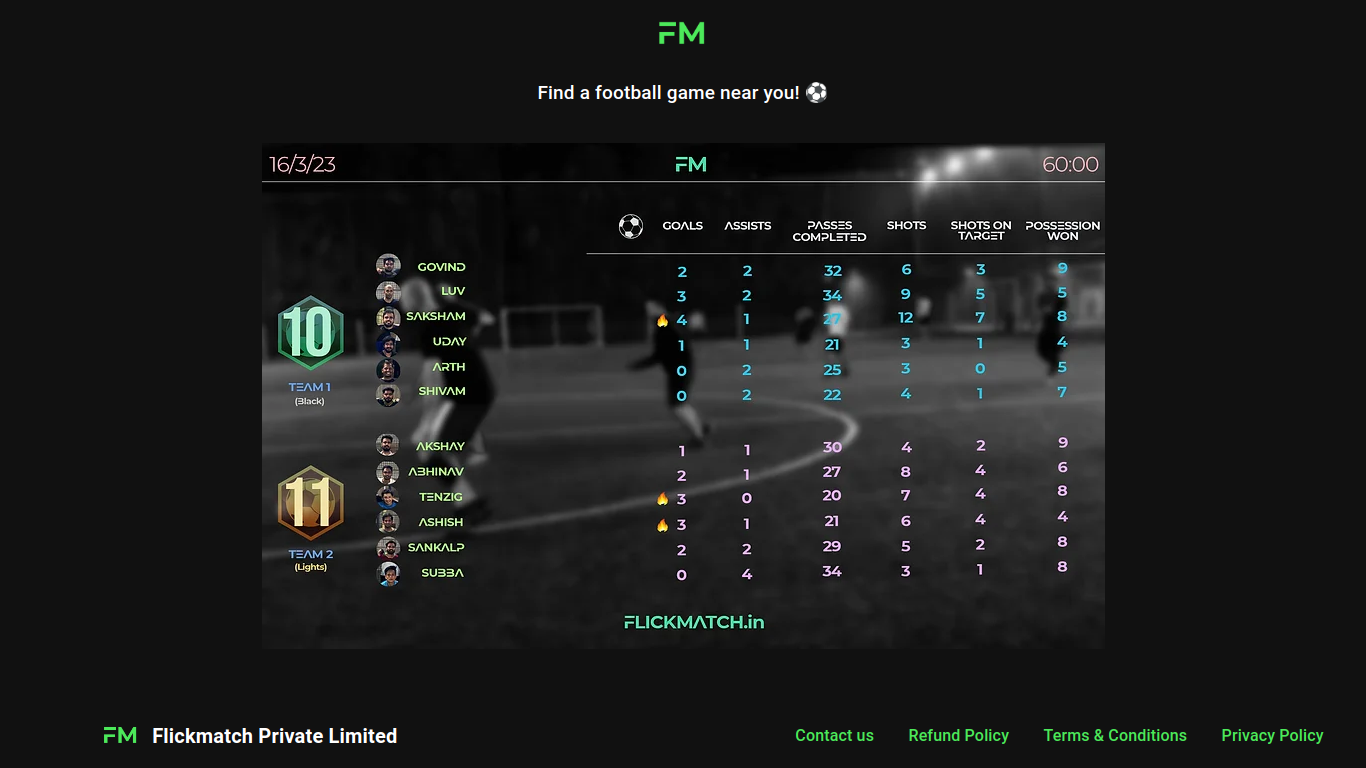 FM
Find a football game near you! ⚽
16/3/23 FM 60:00
GOALS ASSISTS PASSES COMPLETED SHOTS SHOTS ON TARGET POSSESSION WON
GOVIND 2 2 32 6 3 9
LUV 3 2 34 9 5 5
SAKSHAM 🔥 4 1 27 12 7 8
UDAY 1 1 21 3 1 4
ARTH 0 2 25 3 0 5
SHIVAM 0 2 22 4 1 7
10
TEAM 1
(Black)
AKSHAY 1 1 30 4 2 9
ABHINAV 2 1 27 8 4 6
TENZIG 🔥 3 0 20 7 4 8
ASHISH 🔥 3 1 21 6 4 4
SANKALP 2 2 29 5 2 8
SUBBA 0 4 34 3 1 8
11
TEAM 2
(Lights)
FLICKMATCH.in
FM Flickmatch Private Limited
Contact us Refund Policy Terms & Conditions Privacy Policy